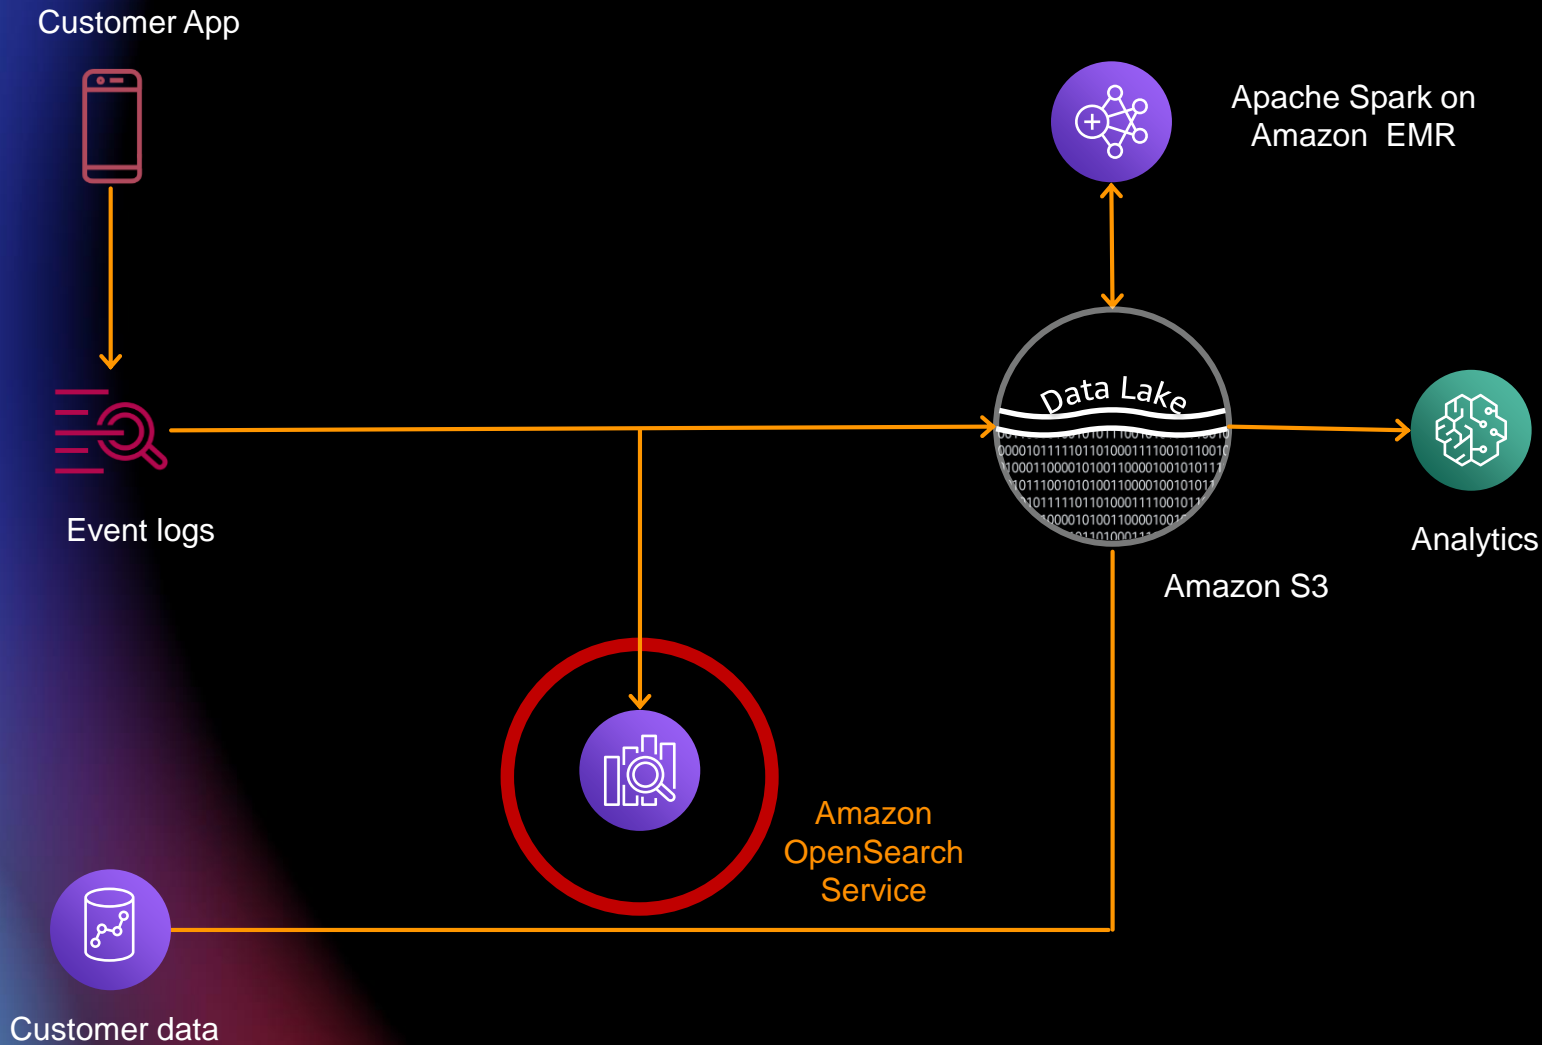 Customer App
Apache Spark on
Amazon EMR
Data Lake
Event logs
Analytics
Amazon S3
Amazon
OpenSearch
Service
Customer data